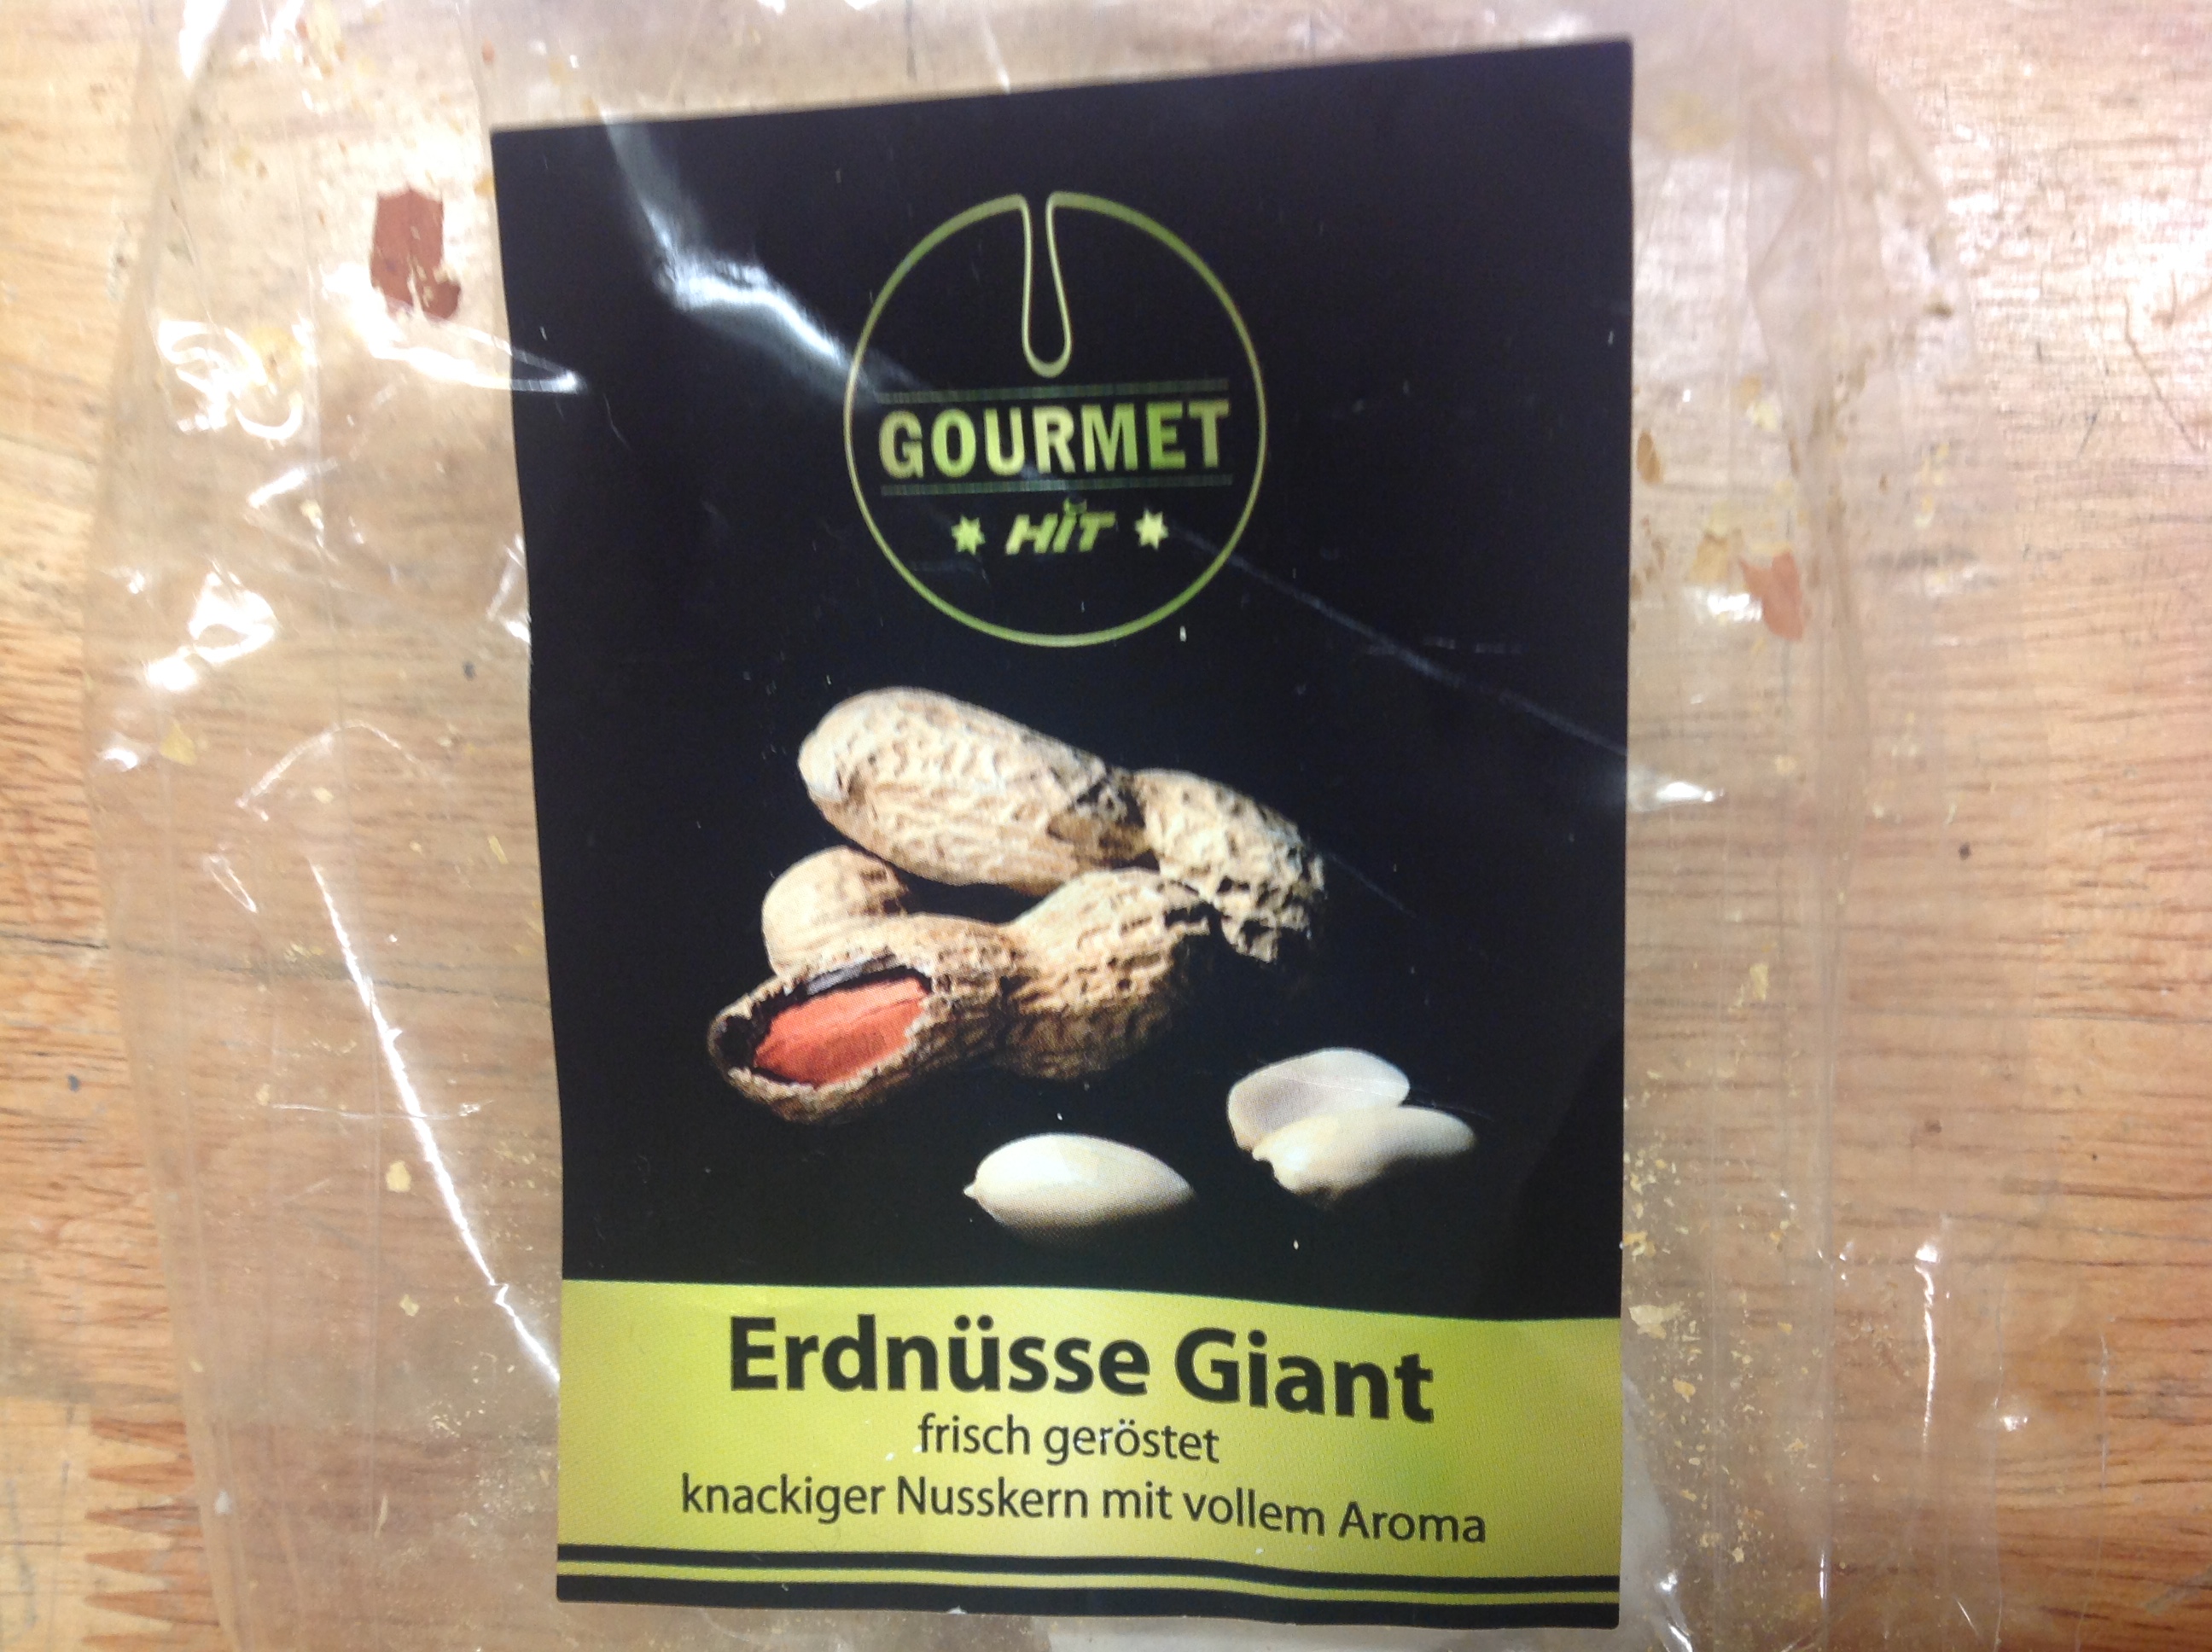 GOURMET
HIT
Erdnüsse Giant
frisch geröstet
knackiger Nusskern mit vollem Aroma